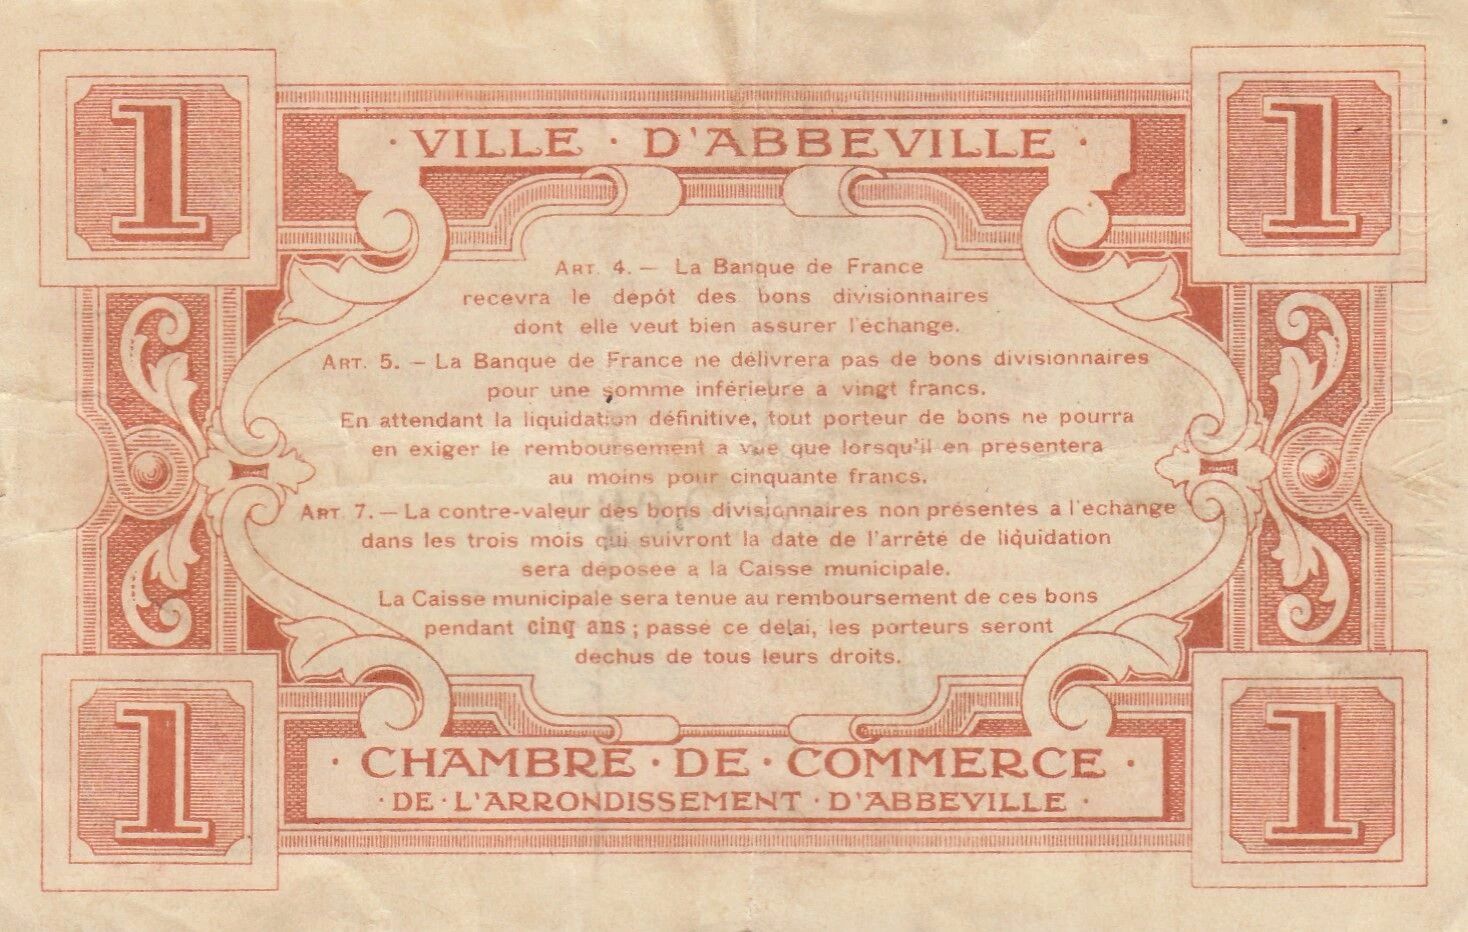 1 · VILLE · D'ABBEVILLE · 1
ART. 4. — La Banque de France
recevra le dépôt des bons divisionnaires
dont elle veut bien assurer l'échange.
ART. 5. — La Banque de France ne délivrera pas de bons divisionnaires
pour une somme inférieure à vingt francs.
En attendant la liquidation définitive, tout porteur de bons ne pourra
en exiger le remboursement à vue que lorsqu'il en présentera
au moins pour cinquante francs.
ART. 7. — La contre-valeur des bons divisionnaires non présentés à l'échange
dans les trois mois qui suivront la date de l'arrêté de liquidation
sera déposée à la Caisse municipale.
La Caisse municipale sera tenue au remboursement de ces bons
pendant cinq ans ; passé ce délai, les porteurs seront
déchus de tous leurs droits.
1 · CHAMBRE · DE · COMMERCE · 1
· DE · L'ARRONDISSEMENT · D'ABBEVILLE ·